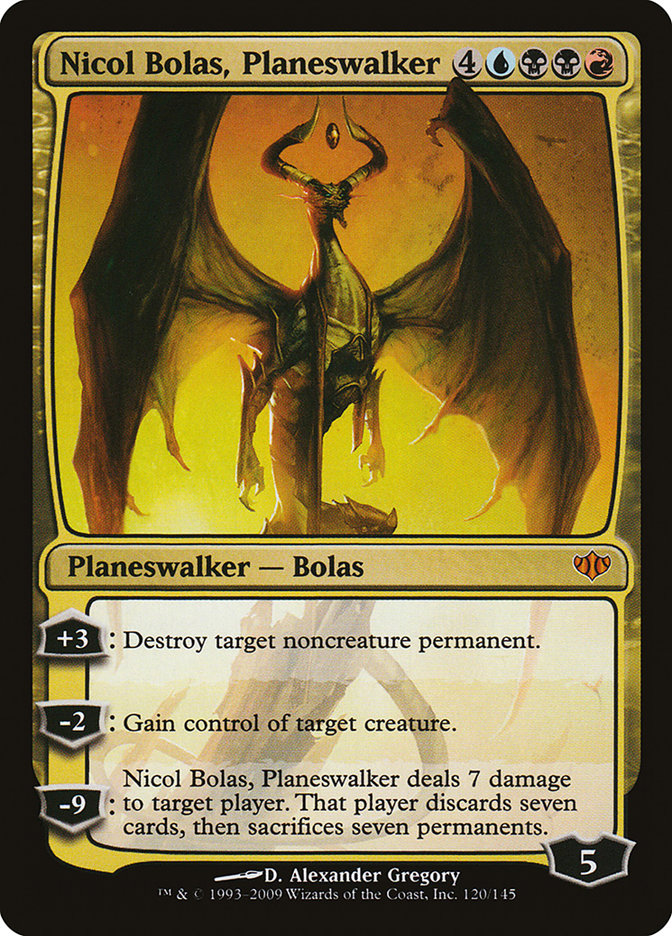 Nicol Bolas, Planeswalker 4
Planeswalker — Bolas
+3 : Destroy target noncreature permanent.
-2 : Gain control of target creature.
Nicol Bolas, Planeswalker deals 7 damage
-9 : to target player. That player discards seven
cards, then sacrifices seven permanents.
5
D. Alexander Gregory
™ & © 1993–2009 Wizards of the Coast, Inc. 120/145